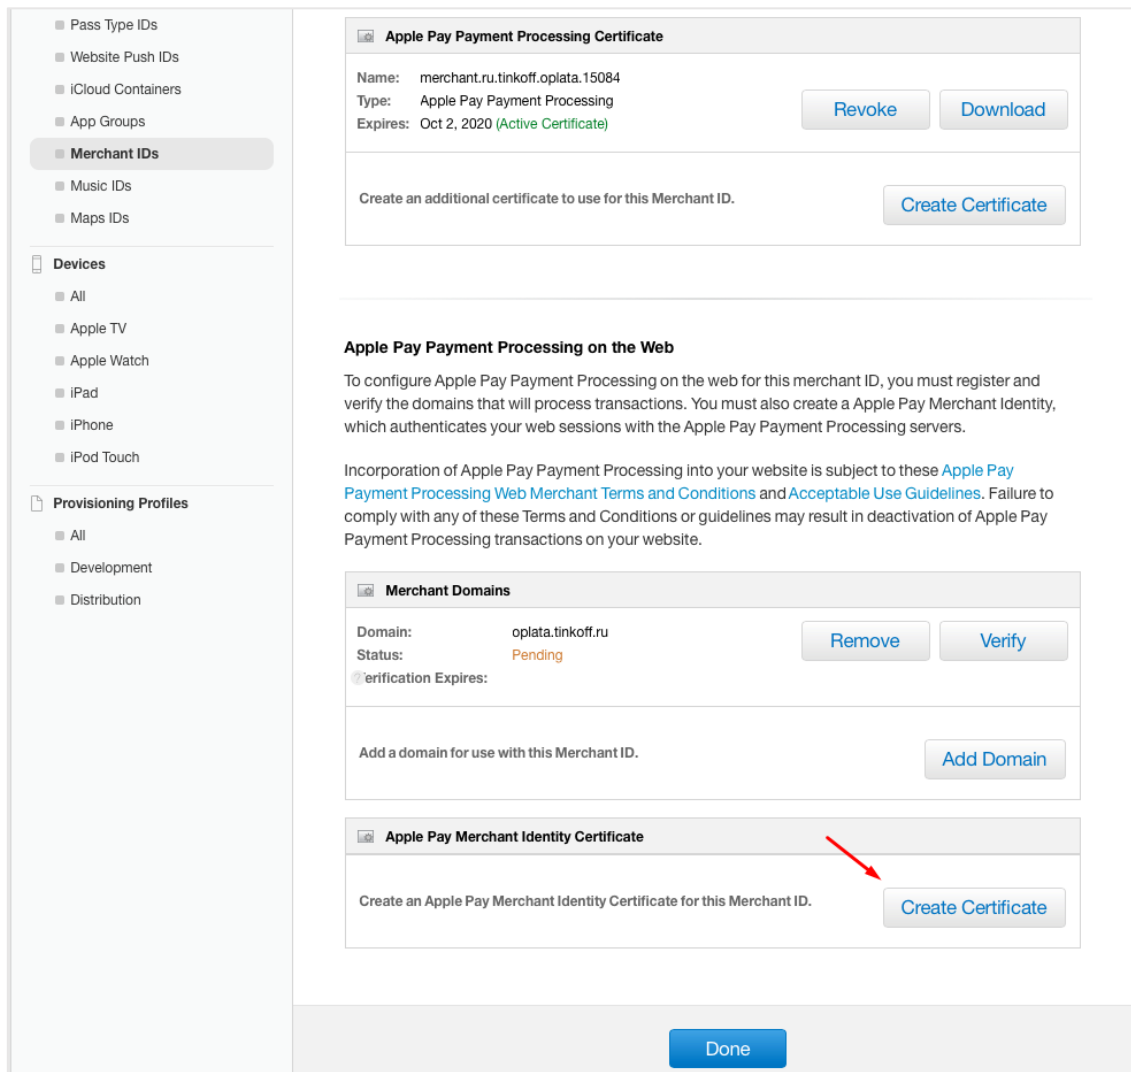 Pass Type IDs
Website Push IDs
iCloud Containers
App Groups
Merchant IDs
Music IDs
Maps IDs
Devices
All
Apple TV
Apple Watch
iPad
iPhone
iPod Touch
Provisioning Profiles
All
Development
Distribution
Apple Pay Payment Processing Certificate
Name: merchant.ru.tinkoff.oplata.15084
Type: Apple Pay Payment Processing
Expires: Oct 2, 2020 (Active Certificate)
Revoke
Download
Create an additional certificate to use for this Merchant ID.
Create Certificate
Apple Pay Payment Processing on the Web
To configure Apple Pay Payment Processing on the web for this merchant ID, you must register and
verify the domains that will process transactions. You must also create a Apple Pay Merchant Identity,
which authenticates your web sessions with the Apple Pay Payment Processing servers.
Incorporation of Apple Pay Payment Processing into your website is subject to these Apple Pay
Payment Processing Web Merchant Terms and Conditions and Acceptable Use Guidelines. Failure to
comply with any of these Terms and Conditions or guidelines may result in deactivation of Apple Pay
Payment Processing transactions on your website.
Merchant Domains
Domain: oplata.tinkoff.ru
Status: Pending
?erification Expires:
Remove
Verify
Add a domain for use with this Merchant ID.
Add Domain
Apple Pay Merchant Identity Certificate
Create an Apple Pay Merchant Identity Certificate for this Merchant ID.
Create Certificate
Done